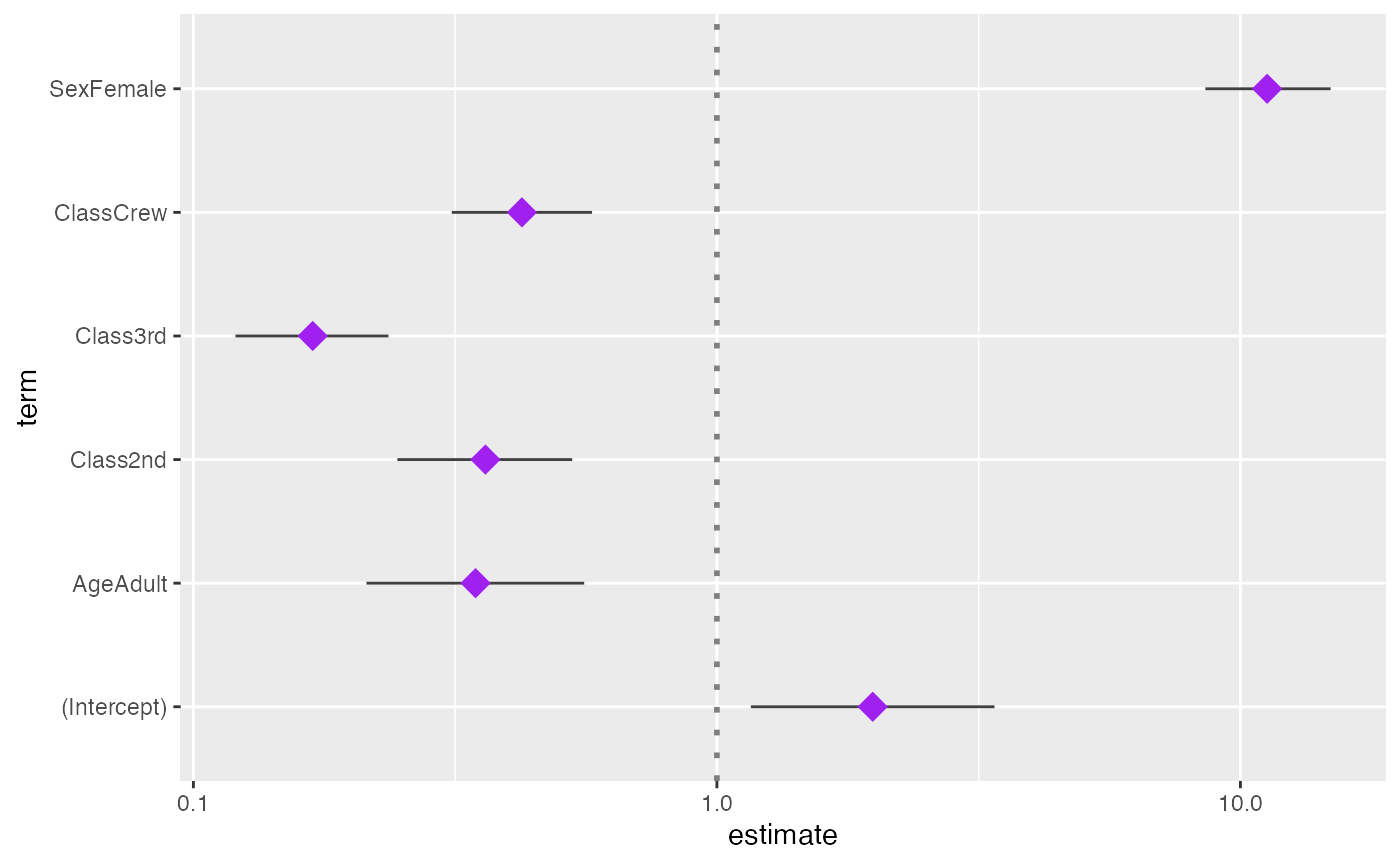 SexFemale
ClassCrew
Class3rd
Class2nd
AgeAdult
(Intercept)
term
0.1 1.0 10.0
estimate